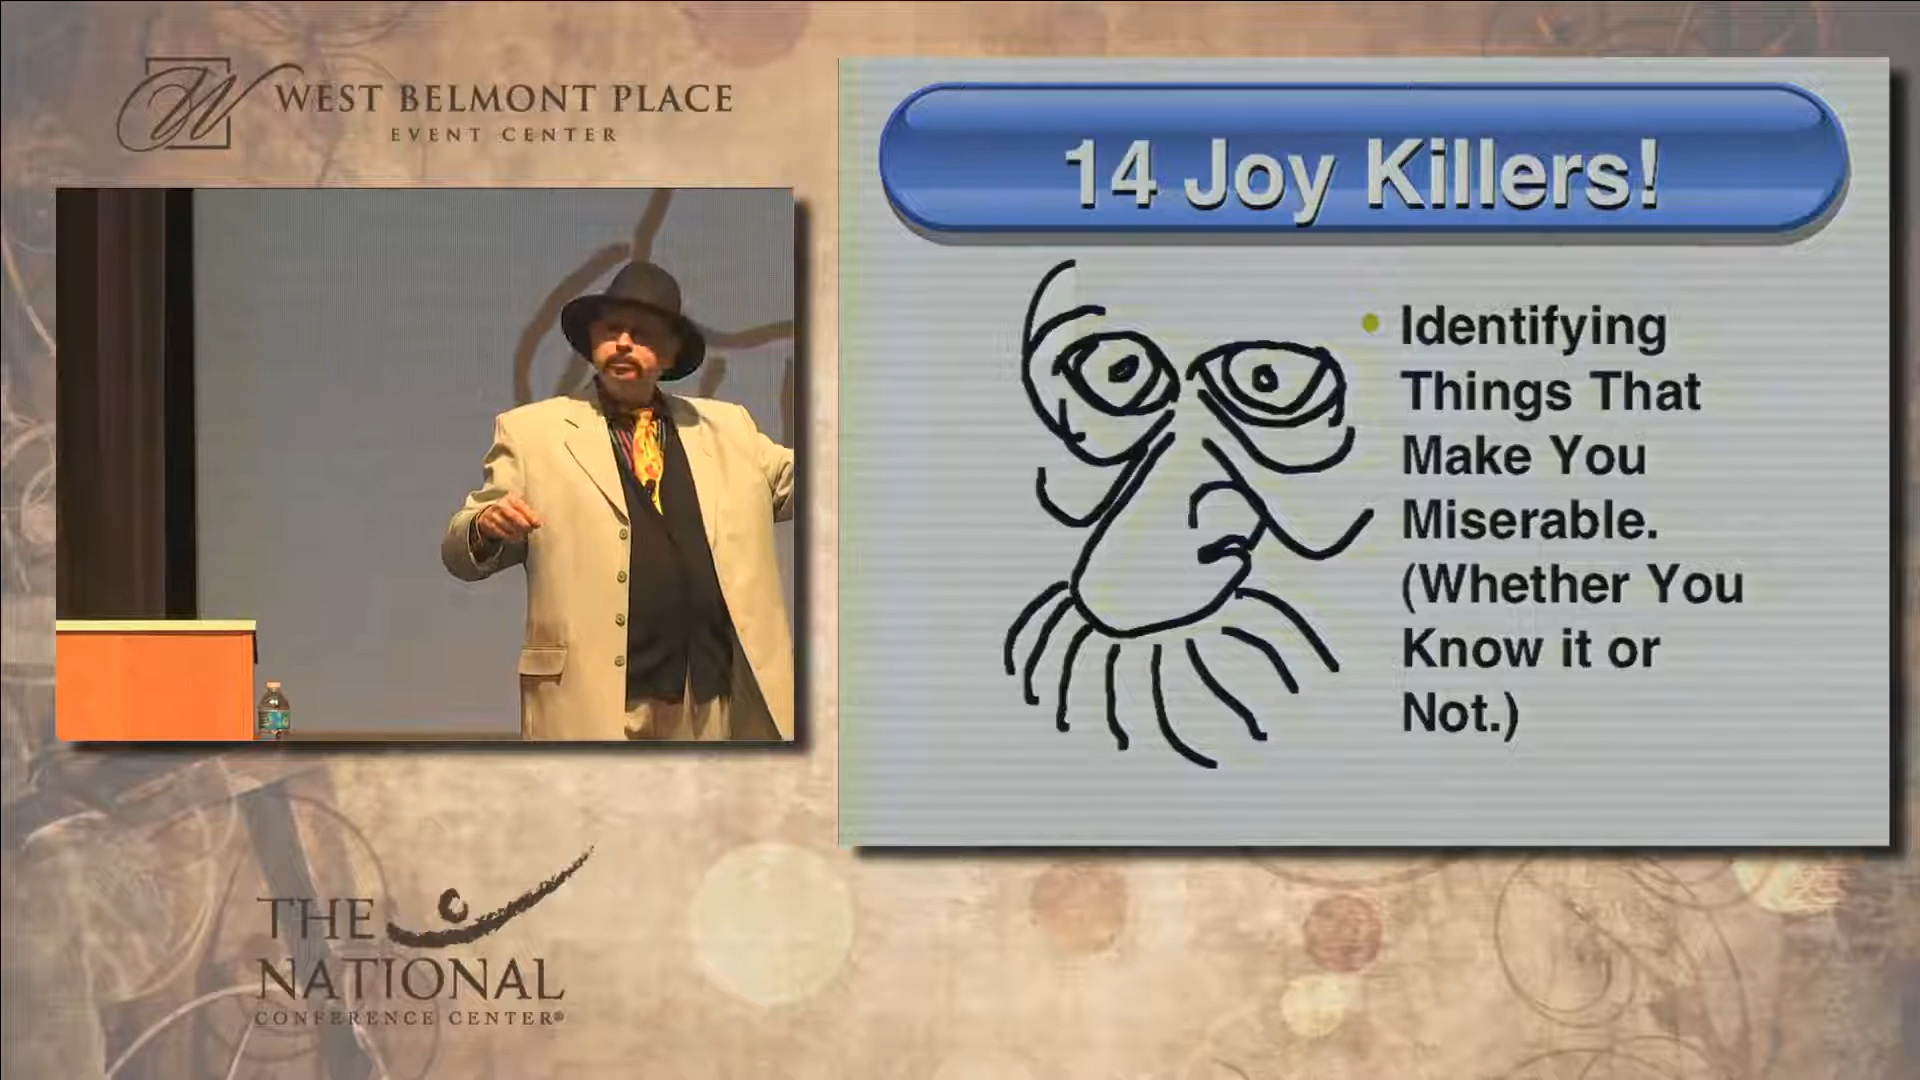 WEST BELMONT PLACE
EVENT CENTER
14 Joy Killers!
• Identifying
Things That
Make You
Miserable.
(Whether You
Know it or
Not.)
THE
NATIONAL
CONFERENCE CENTER®